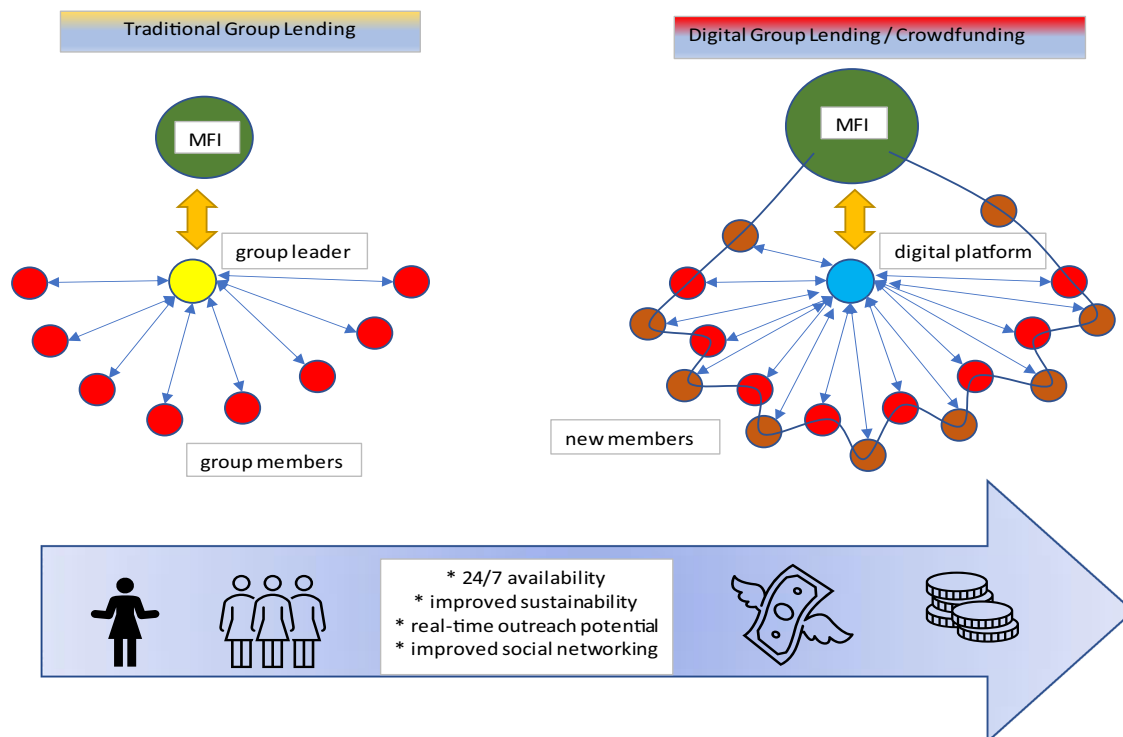 Traditional Group Lending
Digital Group Lending / Crowdfunding
MFI
MFI
group leader
digital platform
new members
group members
* 24/7 availability
* improved sustainability
* real-time outreach potential
* improved social networking